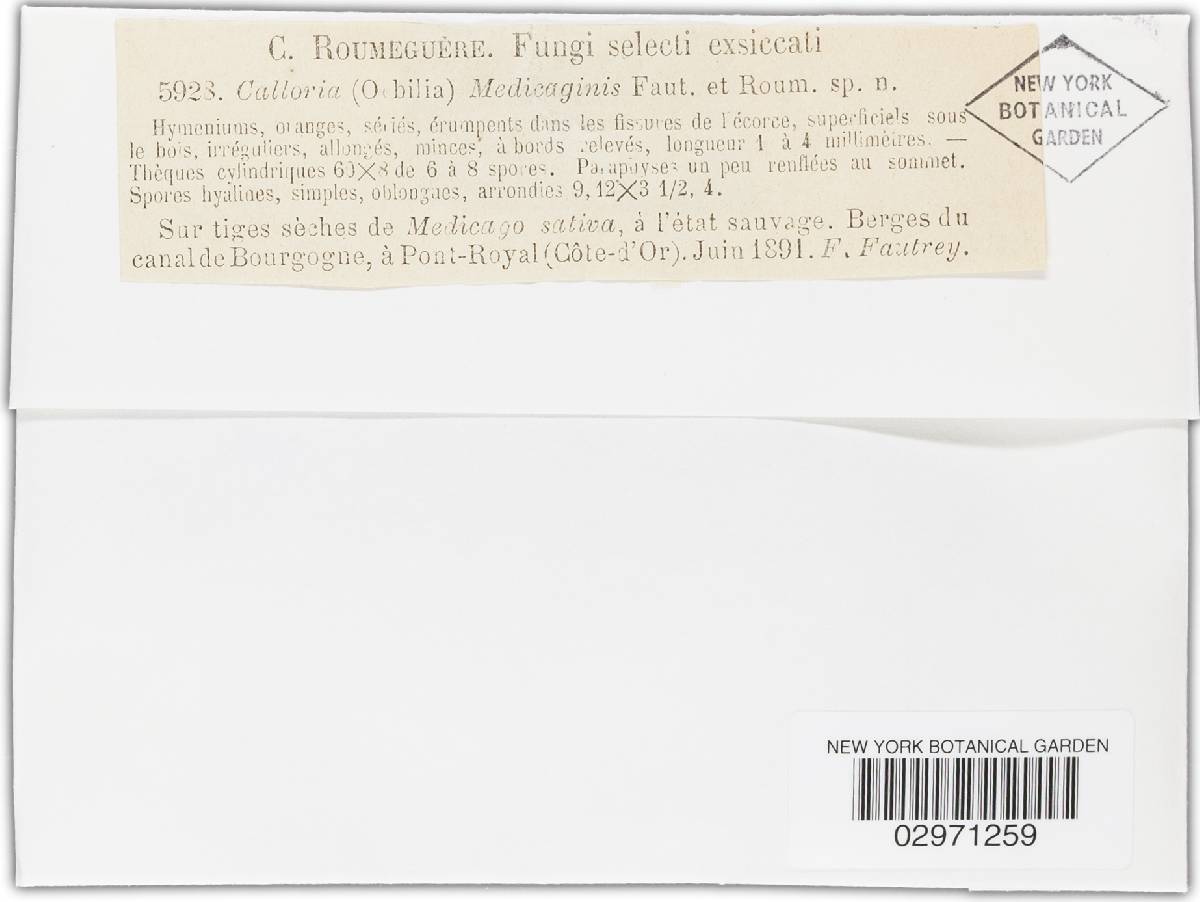 C. ROUMEGUÈRE. Fungi selecti exsiccati
5928. Calloria (Orbilia) Medicaginis Faut. et Roum. sp. n.
Hymeniums, oranges, sériés, érumpents dans les fissures de l'écorce, superficiels sous
le bois, irréguliers, allongés, minces, à bords relevés, longueur 1 à 4 millimètres. —
Thèques cylindriques 60×8 de 6 à 8 spores. Paraphyses un peu renflées au sommet.
Spores hyalines, simples, oblongues, arrondies 9, 12×3 1/2, 4.
Sur tiges sèches de Medicago sativa, à l'état sauvage. Berges du
canal de Bourgogne, à Pont-Royal (Côte-d'Or). Juin 1891. F. Fautrey.
NEW YORK
BOTANICAL
GARDEN
NEW YORK BOTANICAL GARDEN
02971259